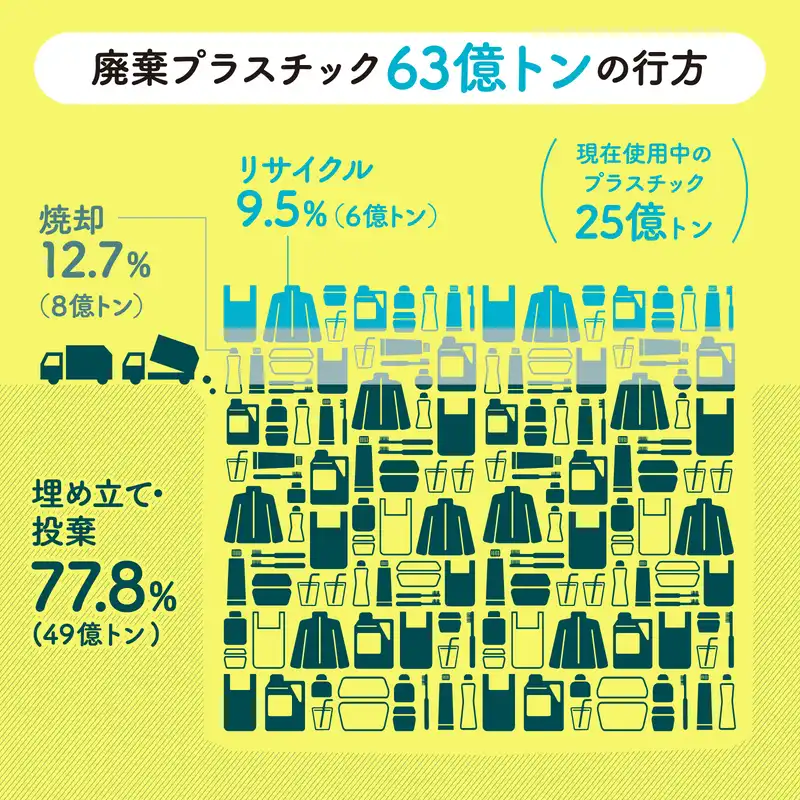 廃棄プラスチック63億トンの行方
現在使用中の
プラスチック
25億トン
リサイクル
9.5%(6億トン)
焼却
12.7%
(8億トン)
埋め立て・
投棄
77.8%
(49億トン)